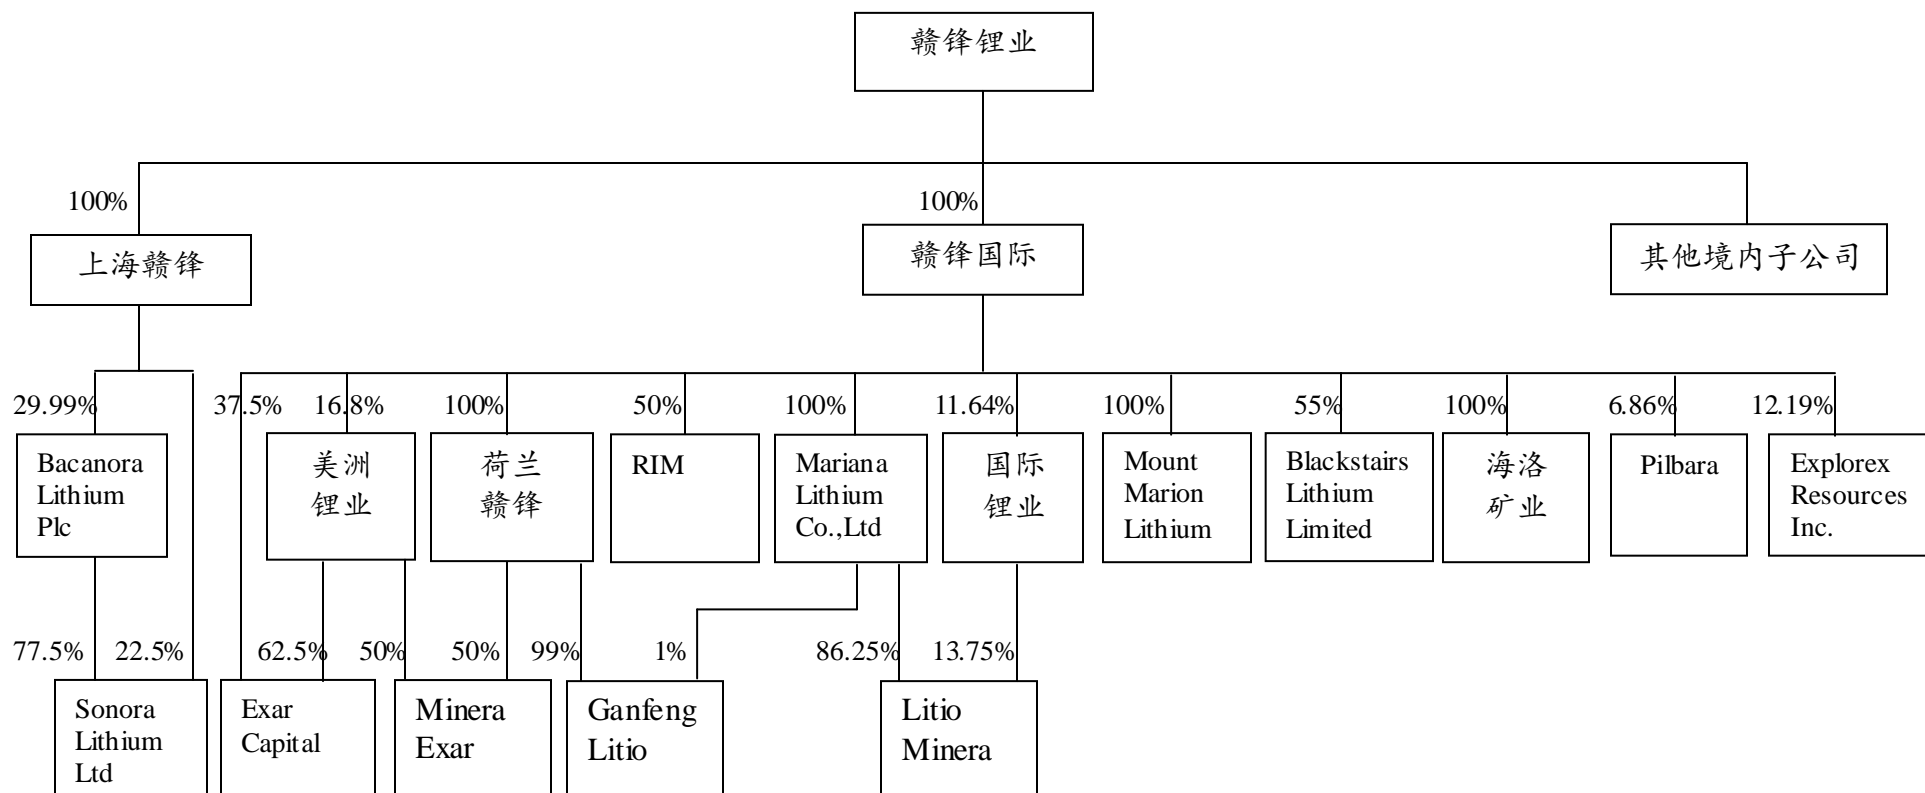 赣锋锂业
100%
100%
上海赣锋
赣锋国际
其他境内子公司
29.99%
37.5%
16.8%
100%
50%
100%
11.64%
100%
55%
100%
6.86%
12.19%
Bacanora
Lithium
Plc
美洲
锂业
荷兰
赣锋
RIM
Mariana
Lithium
Co.,Ltd
国际
锂业
Mount
Marion
Lithium
Blackstairs
Lithium
Limited
海洛
矿业
Pilbara
Explorex
Resources
Inc.
77.5%
22.5%
62.5%
50%
50%
99%
1%
86.25%
13.75%
Sonora
Lithium
Ltd
Exar
Capital
Minera
Exar
Ganfeng
Litio
Litio
Minera